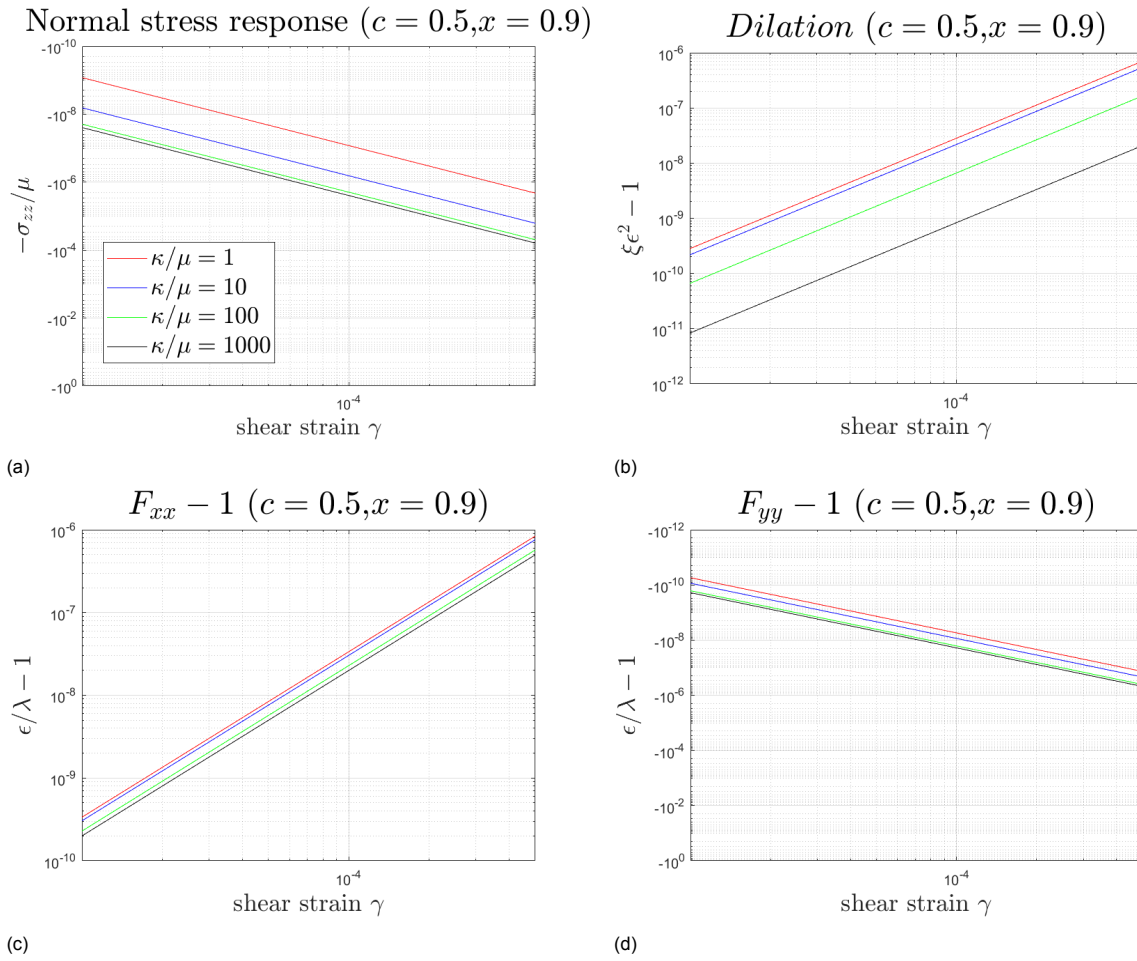 Normal stress response (c = 0.5,x = 0.9)
-10^-10
-10^-8
-10^-6
-10^-4
-10^-2
-10^0
−σ_zz/μ
κ/μ = 1
κ/μ = 10
κ/μ = 100
κ/μ = 1000
10^-4
shear strain γ
(a)
Dilation (c = 0.5,x = 0.9)
10^-6
10^-7
10^-8
10^-9
10^-10
10^-11
10^-12
ξϵ² − 1
10^-4
shear strain γ
(b)
F_xx − 1 (c = 0.5,x = 0.9)
10^-6
10^-7
10^-8
10^-9
10^-10
ϵ/λ − 1
10^-4
shear strain γ
(c)
F_yy − 1 (c = 0.5,x = 0.9)
-10^-12
-10^-10
-10^-8
-10^-6
-10^-4
-10^-2
-10^0
ϵ/λ − 1
10^-4
shear strain γ
(d)